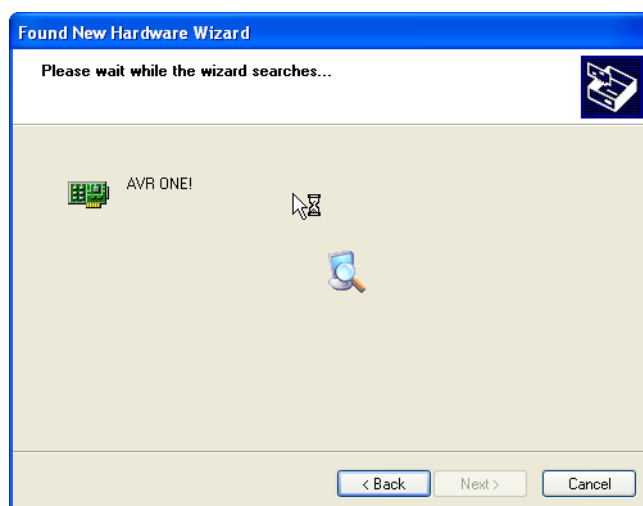 Found New Hardware Wizard
Please wait while the wizard searches...
AVR ONE!
< Back
Next >
Cancel